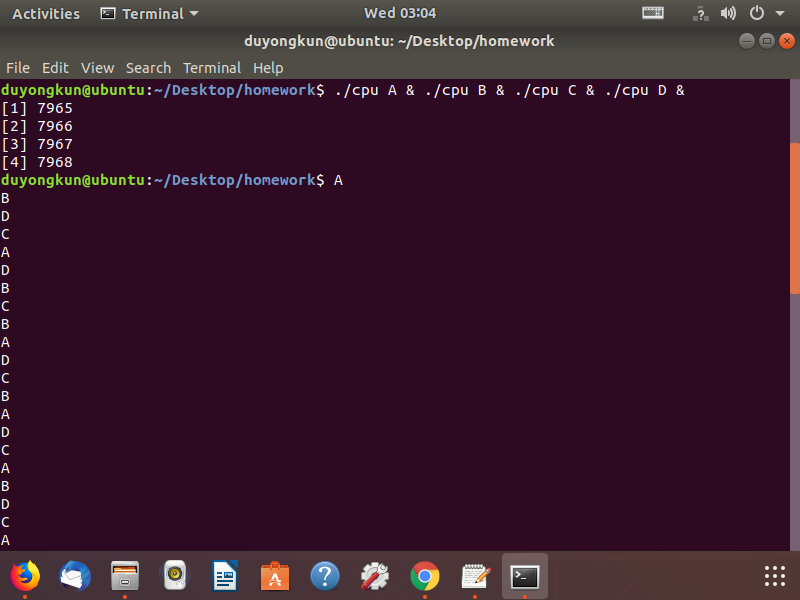 Activities Terminal Wed 03:04
duyongkun@ubuntu: ~/Desktop/homework
File Edit View Search Terminal Help
duyongkun@ubuntu:~/Desktop/homework$ ./cpu A & ./cpu B & ./cpu C & ./cpu D &
[1] 7965
[2] 7966
[3] 7967
[4] 7968
duyongkun@ubuntu:~/Desktop/homework$ A
B
D
C
A
D
B
C
B
A
D
C
B
A
D
C
A
B
D
C
A